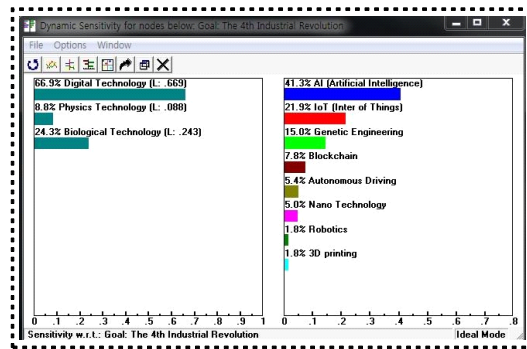 Dynamic Sensitivity for nodes below: Goal: The 4th Industrial Revolution
File Options Window
66.9% Digital Technology (L: .669)
8.8% Physics Technology (L: .088)
24.3% Biological Technology (L: .243)
0 .1 .2 .3 .4 .5 .6 .7 .8 .9 1
41.3% AI (Artificial Intelligence)
21.9% IoT (Inter of Things)
15.0% Genetic Engineering
7.8% Blockchain
5.4% Autonomous Driving
5.0% Nano Technology
1.8% Robotics
1.8% 3D printing
0 .1 .2 .3 .4 .5 .6 .7 .8
Sensitivity w.r.t.: Goal: The 4th Industrial Revolution
Ideal Mode